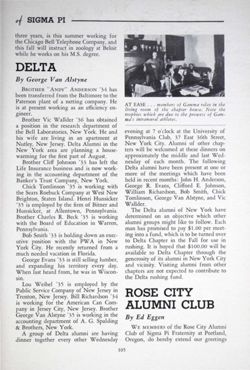 of SIGMA PI
three years, is this summer working for
the Chicago Bell Telephone Company, and
this fall will instruct in zoology at Beloit
while he works on his M.S. degree.
DELTA
By George Van Alstyne
BROTHER "ANDY" ANDERSON '34 has
been transferred from the Baltimore to the
Paterson plant of a netting company. He
is at present working as an efficiency en-
gineer.
Brother Vic Waldder '36 has obtained
a position in the research department of
the Bell Laboratories, New York. He and
his wife are living in an apartment at
Nutley, New Jersey. Delta Alumni in the
New York area are planning a house-
warming for the first part of August.
Brother Cliff Johnson '33 has left the
Life Insurance business and is now work-
ing in the accounting department of the
Banker's Trust Company, New York.
Chick Tomlinson '35 is working with
the Sears Roebuck Company at West New
Brighton, Staten Island. Henri Hunsicker
'35 is employed by the firm of Bitner and
Hunsicker, at Allentown, Pennsylvania.
Brother Charles B. Beck '35 is working
with the Board of Education in Warren,
Pennsylvania.
Bob Smith '33 is holding down an exec-
utive position with the PWA in New
York City. He recently returned from a
much needed vacation in Florida.
George Evans '33 is still selling lumber,
and expanding his territory every day.
When last heard from, he was in Wiscon-
sin.
Lou Weibel '35 is employed by the
Public Service Company of New Jersey in
Trenton, New Jersey. Bill Richardson '34
is working for the American Can Com-
pany in Jersey City, New Jersey. Brother
George Van Alstyne '35 is working in the
accounting department of A. G. Spalding
& Brothers, New York.
A group of Delta alumni are having
dinner together every other Wednesday
AT EASE . . . members of Gamma relax in the
living room of the chapter house. Note the
trophies which are due to the prowess of Gam-
ma's intramural athletes.
evening at 7 o'clock at the University of
Pennsylvania Club, 37 East 36th Street,
New York City. Alumni of other chap-
ters will be welcomed at these dinners on
approximately the middle and last Wed-
nesday of each month. The following
Delta alumni have been present at one or
more of the meetings which have been
held in recent months: John H. Anderson,
George R. Evans, Clifford E. Johnson,
William Richardson, Bob Smith, Chick
Tomlinson, George Van Alstyne, and Vic
Waldder.
The Delta alumni of New York have
determined on an objective which other
alumni groups might like to follow. Each
man has promised to pay $1.00 per meet-
ing into a fund, which is to be turned over
to Delta Chapter in the Fall for use in
rushing. It is hoped that $100.00 will be
available to Delta Chapter through the
generosity of its alumni in New York City
and vicinity. Visiting alumni from other
chapters are not expected to contribute to
the Delta rushing fund.
ROSE CITY
ALUMNI CLUB
By Ed Eggen
WE MEMBERS of the Rose City Alumni
Club of Sigma Pi Fraternity in Portland,
Oregon, do hereby extend our greetings
105